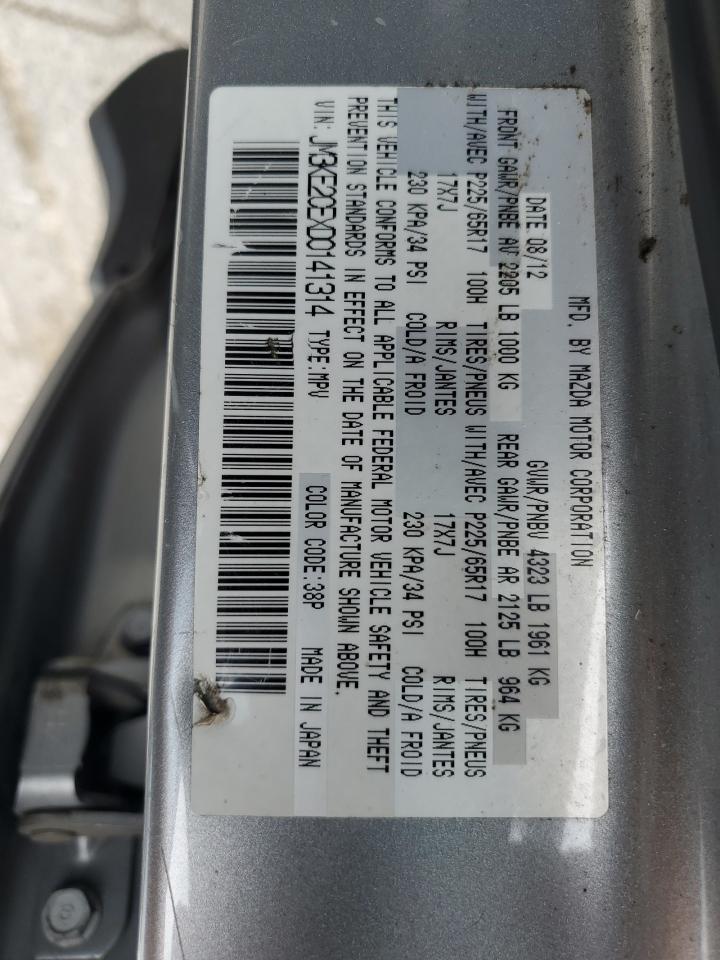 MFD. BY MAZDA MOTOR CORPORATION
DATE 08/12 GVWR/PNBV 4323 LB 1961 KG
FRONT GAWR/PNBE AV 2205 LB 1000 KG REAR GAWR/PNBE AR 2125 LB 964 KG
WITH/AVEC P225/65R17 100H TIRES/PNEUS WITH/AVEC P225/65R17 100H TIRES/PNEUS
17X7J RIMS/JANTES 17X7J RIMS/JANTES
230 KPA/34 PSI COLD/A FROID 230 KPA/34 PSI COLD/A FROID
THIS VEHICLE CONFORMS TO ALL APPLICABLE FEDERAL MOTOR VEHICLE SAFETY AND THEFT
PREVENTION STANDARDS IN EFFECT ON THE DATE OF MANUFACTURE SHOWN ABOVE.
VIN: JM3KE2CEXD0141314 TYPE:MPV COLOR CODE:38P MADE IN JAPAN